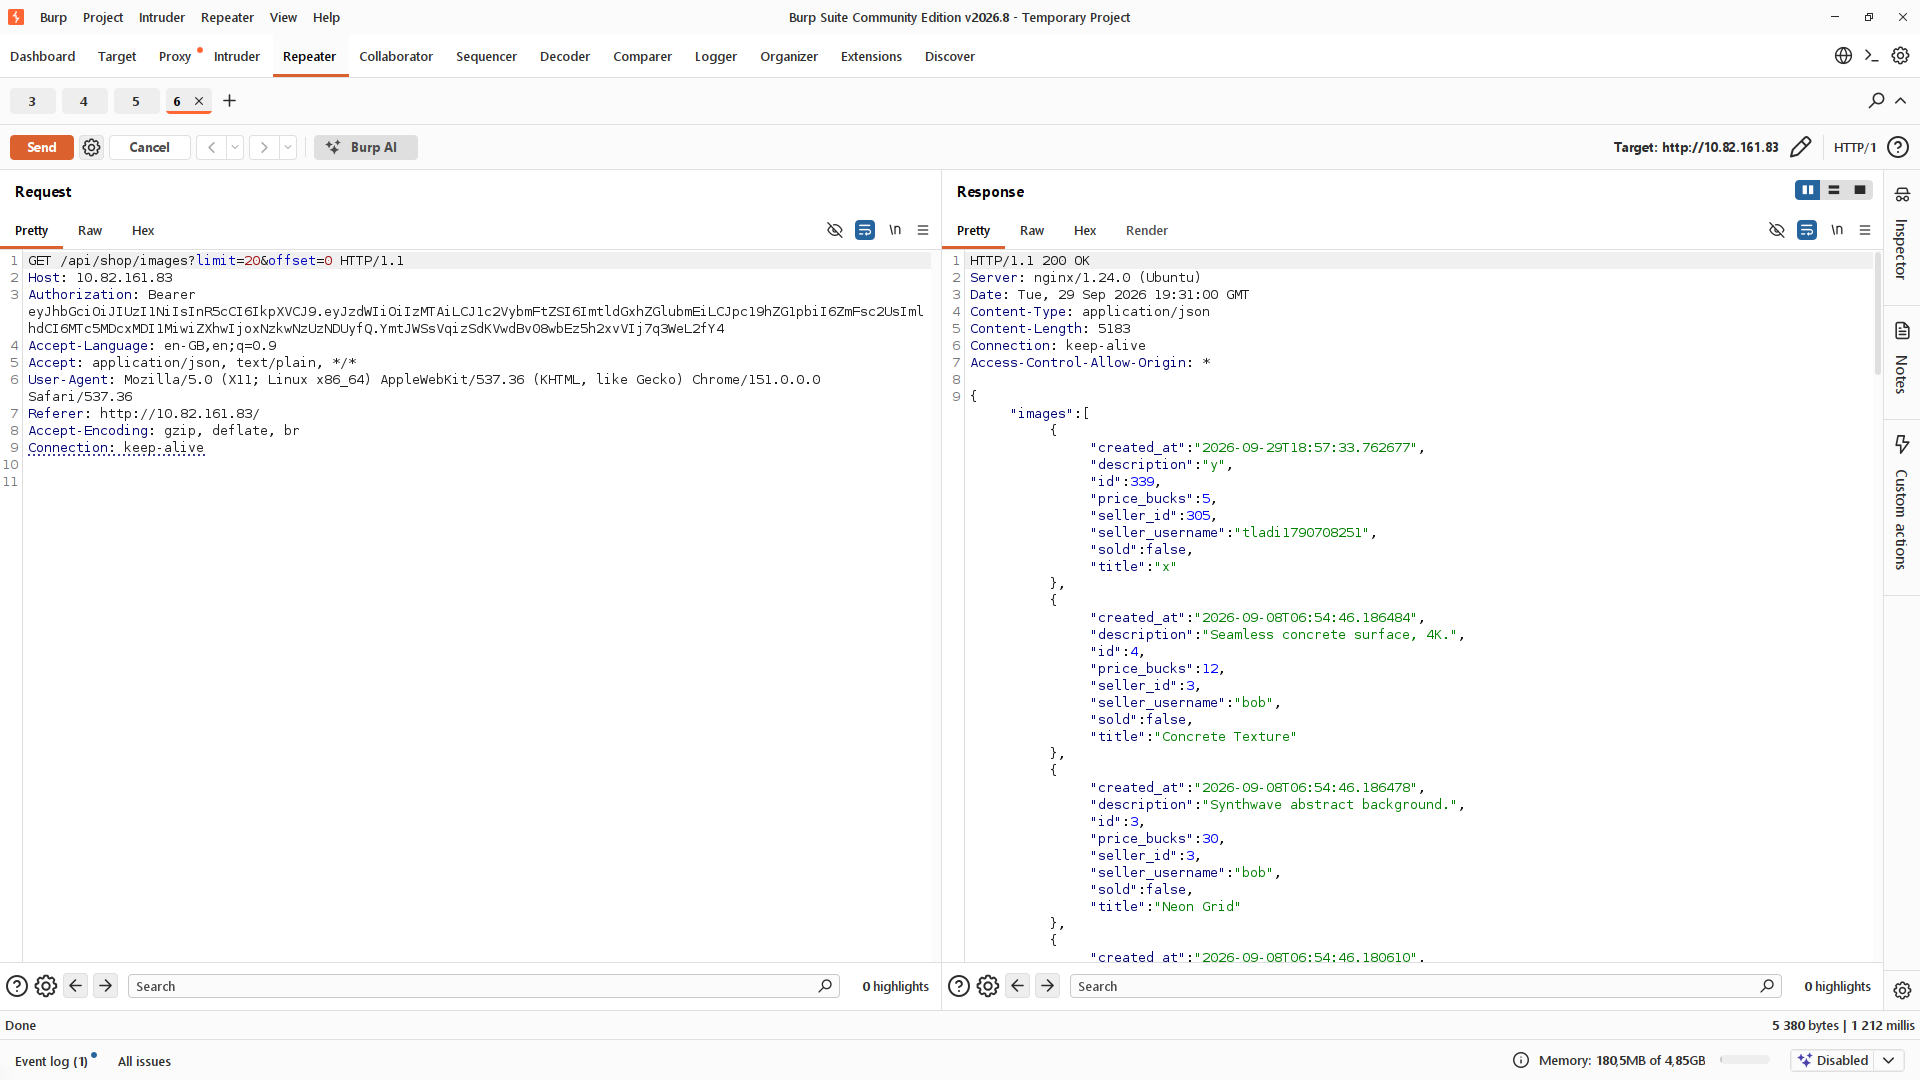 Burp Project Intruder Repeater View Help
Burp Suite Community Edition v2026.8 - Temporary Project
Dashboard Target Proxy Intruder Repeater Collaborator Sequencer Decoder Comparer Logger Organizer Extensions Discover
3 4 5 6
Send Cancel Burp AI
Target: http://10.82.161.83 HTTP/1
Request
Pretty Raw Hex \n
1 GET /api/shop/images?limit=20&offset=0 HTTP/1.1
2 Host: 10.82.161.83
3 Authorization: Bearer
eyJhbGciOiJIUzI1NiIsInR5cCI6IkpXVCJ9.eyJzdWIiOiIzMTAiLCJ1c2VybmFtZSI6ImtldGxhZGlubmEiLCJpc19hZG1pbiI6ZmFsc2UsIml
hdCI6MTc5MDcxMDI1MiwiZXhwIjoxNzkwNzUzNDUyfQ.YmtJWSsVqizSdKVwdBvO8wbEz5h2xvVIj7q3WeL2fY4
4 Accept-Language: en-GB,en;q=0.9
5 Accept: application/json, text/plain, */*
6 User-Agent: Mozilla/5.0 (X11; Linux x86_64) AppleWebKit/537.36 (KHTML, like Gecko) Chrome/151.0.0.0
Safari/537.36
7 Referer: http://10.82.161.83/
8 Accept-Encoding: gzip, deflate, br
9 Connection: keep-alive
10
11
Search
0 highlights
Response
Pretty Raw Hex Render \n
1 HTTP/1.1 200 OK
2 Server: nginx/1.24.0 (Ubuntu)
3 Date: Tue, 29 Sep 2026 19:31:00 GMT
4 Content-Type: application/json
5 Content-Length: 5183
6 Connection: keep-alive
7 Access-Control-Allow-Origin: *
8
9 {
"images":[
{
"created_at":"2026-09-29T18:57:33.762677",
"description":"y",
"id":339,
"price_bucks":5,
"seller_id":305,
"seller_username":"tladi1790708251",
"sold":false,
"title":"x"
},
{
"created_at":"2026-09-08T06:54:46.186484",
"description":"Seamless concrete surface, 4K.",
"id":4,
"price_bucks":12,
"seller_id":3,
"seller_username":"bob",
"sold":false,
"title":"Concrete Texture"
},
{
"created_at":"2026-09-08T06:54:46.186478",
"description":"Synthwave abstract background.",
"id":3,
"price_bucks":30,
"seller_id":3,
"seller_username":"bob",
"sold":false,
"title":"Neon Grid"
},
{
"created_at":"2026-09-08T06:54:46.180610",
Search
0 highlights
Inspector
Notes
Custom actions
Done
5 380 bytes | 1 212 millis
Event log (1) All issues
Memory: 180,5MB of 4,85GB
Disabled